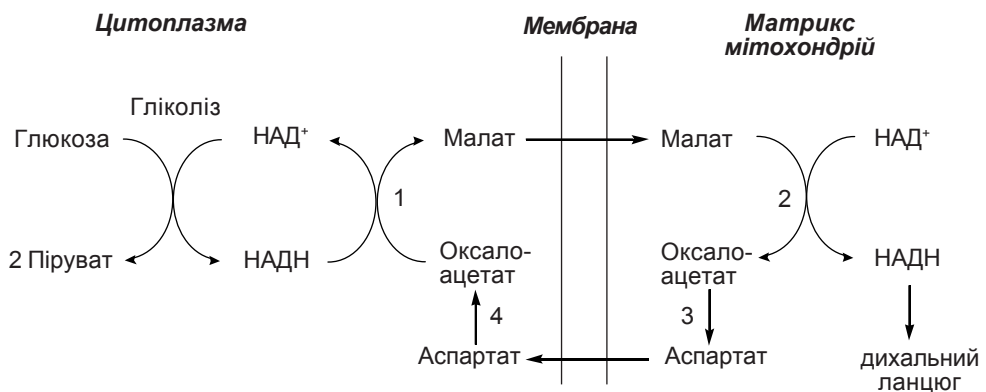 Цитоплазма
Мембрана
Матрикс
мітохондрій
Гліколіз
Глюкоза
НАД⁺
Малат
Малат
НАД⁺
1
2
2 Піруват
НАДН
Оксало-
ацетат
Оксало-
ацетат
НАДН
4
3
Аспартат
Аспартат
дихальний
ланцюг